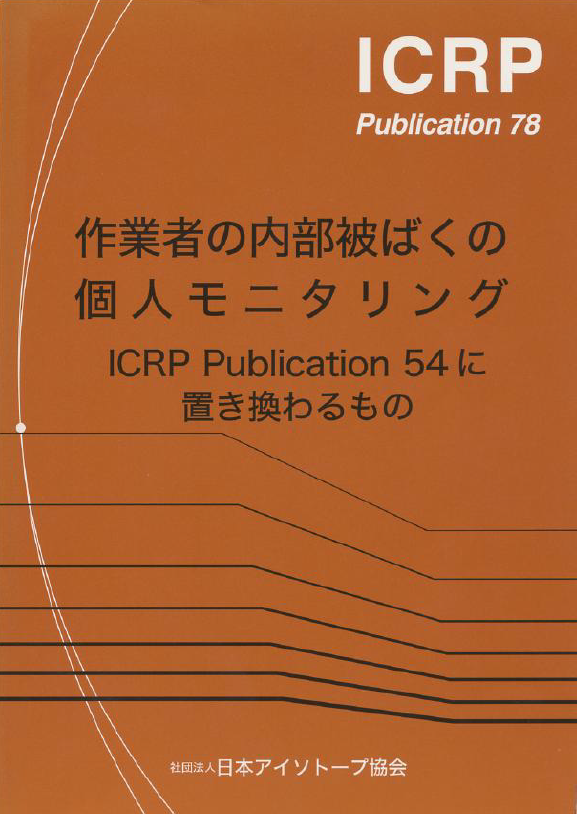 ICRP
Publication 78
作業者の内部被ばくの
個人モニタリング
ICRP Publication 54に
置き換わるもの
社団法人日本アイソトープ協会